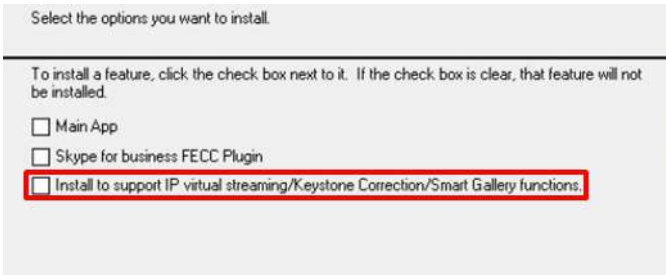 Select the options you want to install.
To install a feature, click the check box next to it. If the check box is clear, that feature will not
be installed.
Main App
Skype for business FECC Plugin
Install to support IP virtual streaming/Keystone Correction/Smart Gallery functions.